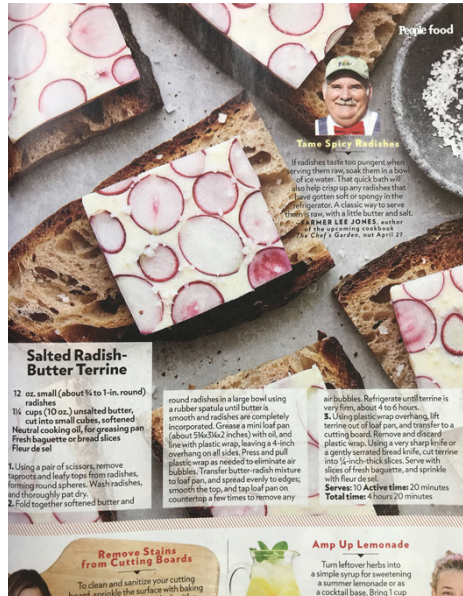 People food
Tame Spicy Radishes
If radishes taste too pungent when
serving them raw, soak them in a bowl
of ice water. That quick bath will
also help crisp up any radishes that
have gotten soft or spongy in the
refrigerator. A classic way to serve
them is raw, with a little butter and salt.
—FARMER LEE JONES, author
of the upcoming cookbook
The Chef's Garden, out April 27
Salted Radish-
Butter Terrine
12 oz. small (about ¾ to 1-in. round)
radishes
1¼ cups (10 oz.) unsalted butter,
cut into small cubes, softened
Neutral cooking oil, for greasing pan
Fresh baguette or bread slices
Fleur de sel
1. Using a pair of scissors, remove
taproots and leafy tops from radishes,
forming round spheres. Wash radishes,
and thoroughly pat dry.
2. Fold together softened butter and
round radishes in a large bowl using
a rubber spatula until butter is
smooth and radishes are completely
incorporated. Grease a mini loaf pan
(about 5¾x3¼x2 inches) with oil, and
line with plastic wrap, leaving a 4-inch
overhang on all sides. Press and pull
plastic wrap as needed to eliminate air
bubbles. Transfer butter-radish mixture
to loaf pan, and spread evenly to edges;
smooth the top, and tap loaf pan on
countertop a few times to remove any
air bubbles. Refrigerate until terrine is
very firm, about 4 to 6 hours.
3. Using plastic wrap overhang, lift
terrine out of loaf pan, and transfer to a
cutting board. Remove and discard
plastic wrap. Using a very sharp knife or
a gently serrated bread knife, cut terrine
into ¼-inch-thick slices. Serve with
slices of fresh baguette, and sprinkle
with fleur de sel.
Serves: 10 Active time: 20 minutes
Total time: 4 hours 20 minutes
Remove Stains
from Cutting Boards
To clean and sanitize your cutting
board, sprinkle the surface with baking
Amp Up Lemonade
Turn leftover herbs into
a simple syrup for sweetening
a summer lemonade or as
a cocktail base. Bring 1 cup